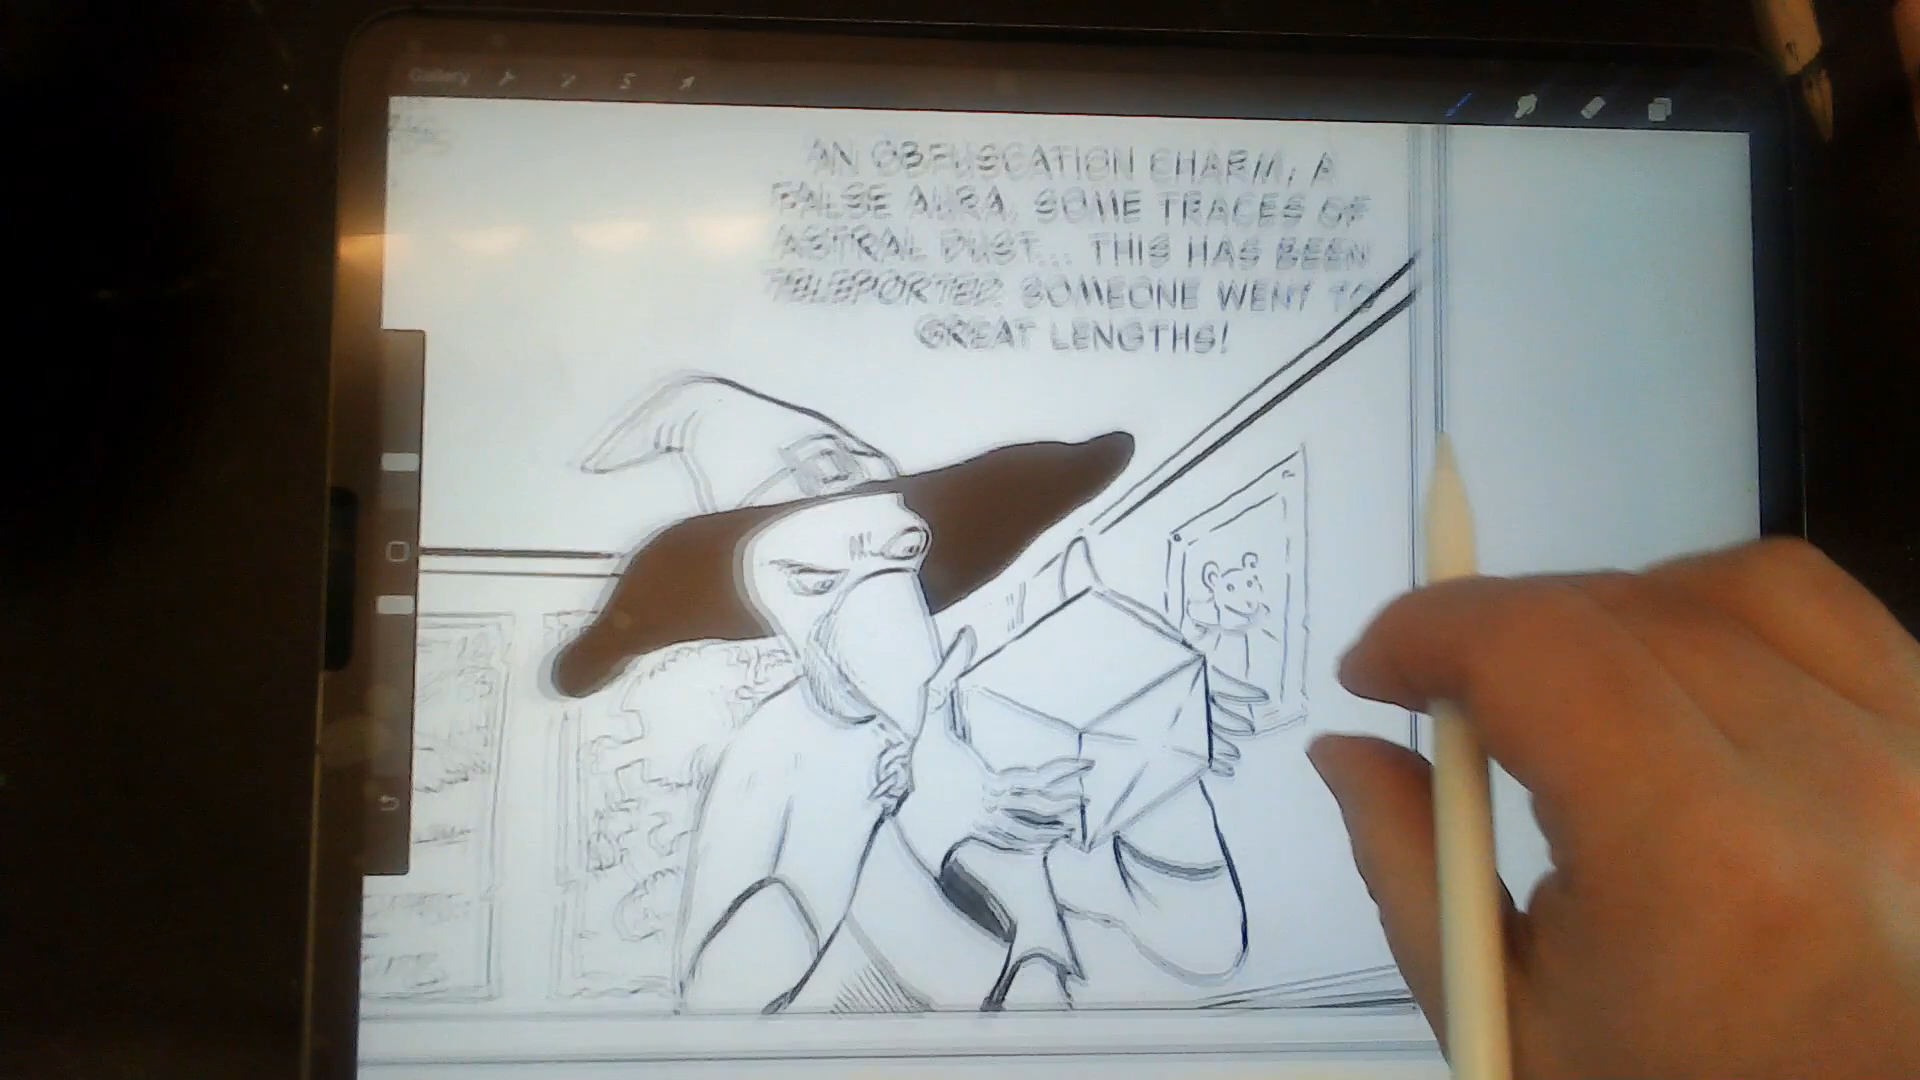 Gallery
AN OBFUSCATION CHARM, A
FALSE AURA, SOME TRACES OF
ASTRAL DUST... THIS HAS BEEN
TELEPORTED. SOMEONE WENT TO
GREAT LENGTHS!